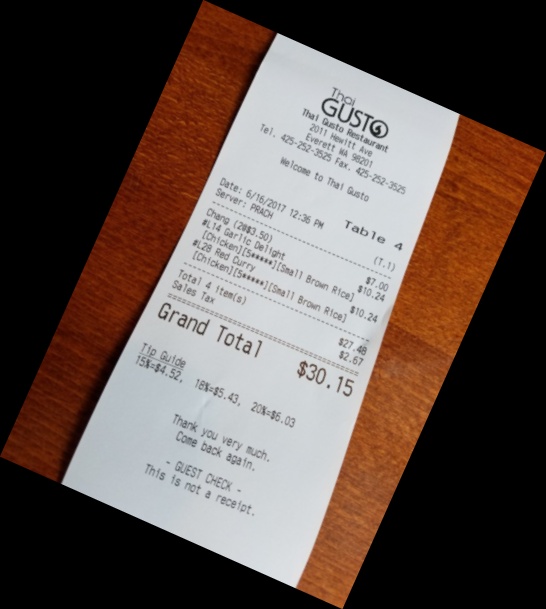 Thai
GUSTO
Thai Gusto Restaurant
2011 Hewitt Ave
Everett WA 98201
Tel. 425-252-3525 Fax. 425-252-3525
Welcome to Thai Gusto
Table 4
Date: 6/16/2017 12:36 PM (T.1)
Server: PRACH
Chang (2@$3.50) $7.00
#L14 Garlic Delight $10.24
[Chicken][5*****][Small Brown Rice]
#L28 Red Curry $10.24
[Chicken][5*****][Small Brown Rice]
Total 4 item(s) $27.48
Sales Tax $2.67
Grand Total $30.15
Tip Guide
15%=$4.52, 18%=$5.43, 20%=$6.03
Thank you very much.
Come back again.
- GUEST CHECK -
This is not a receipt.